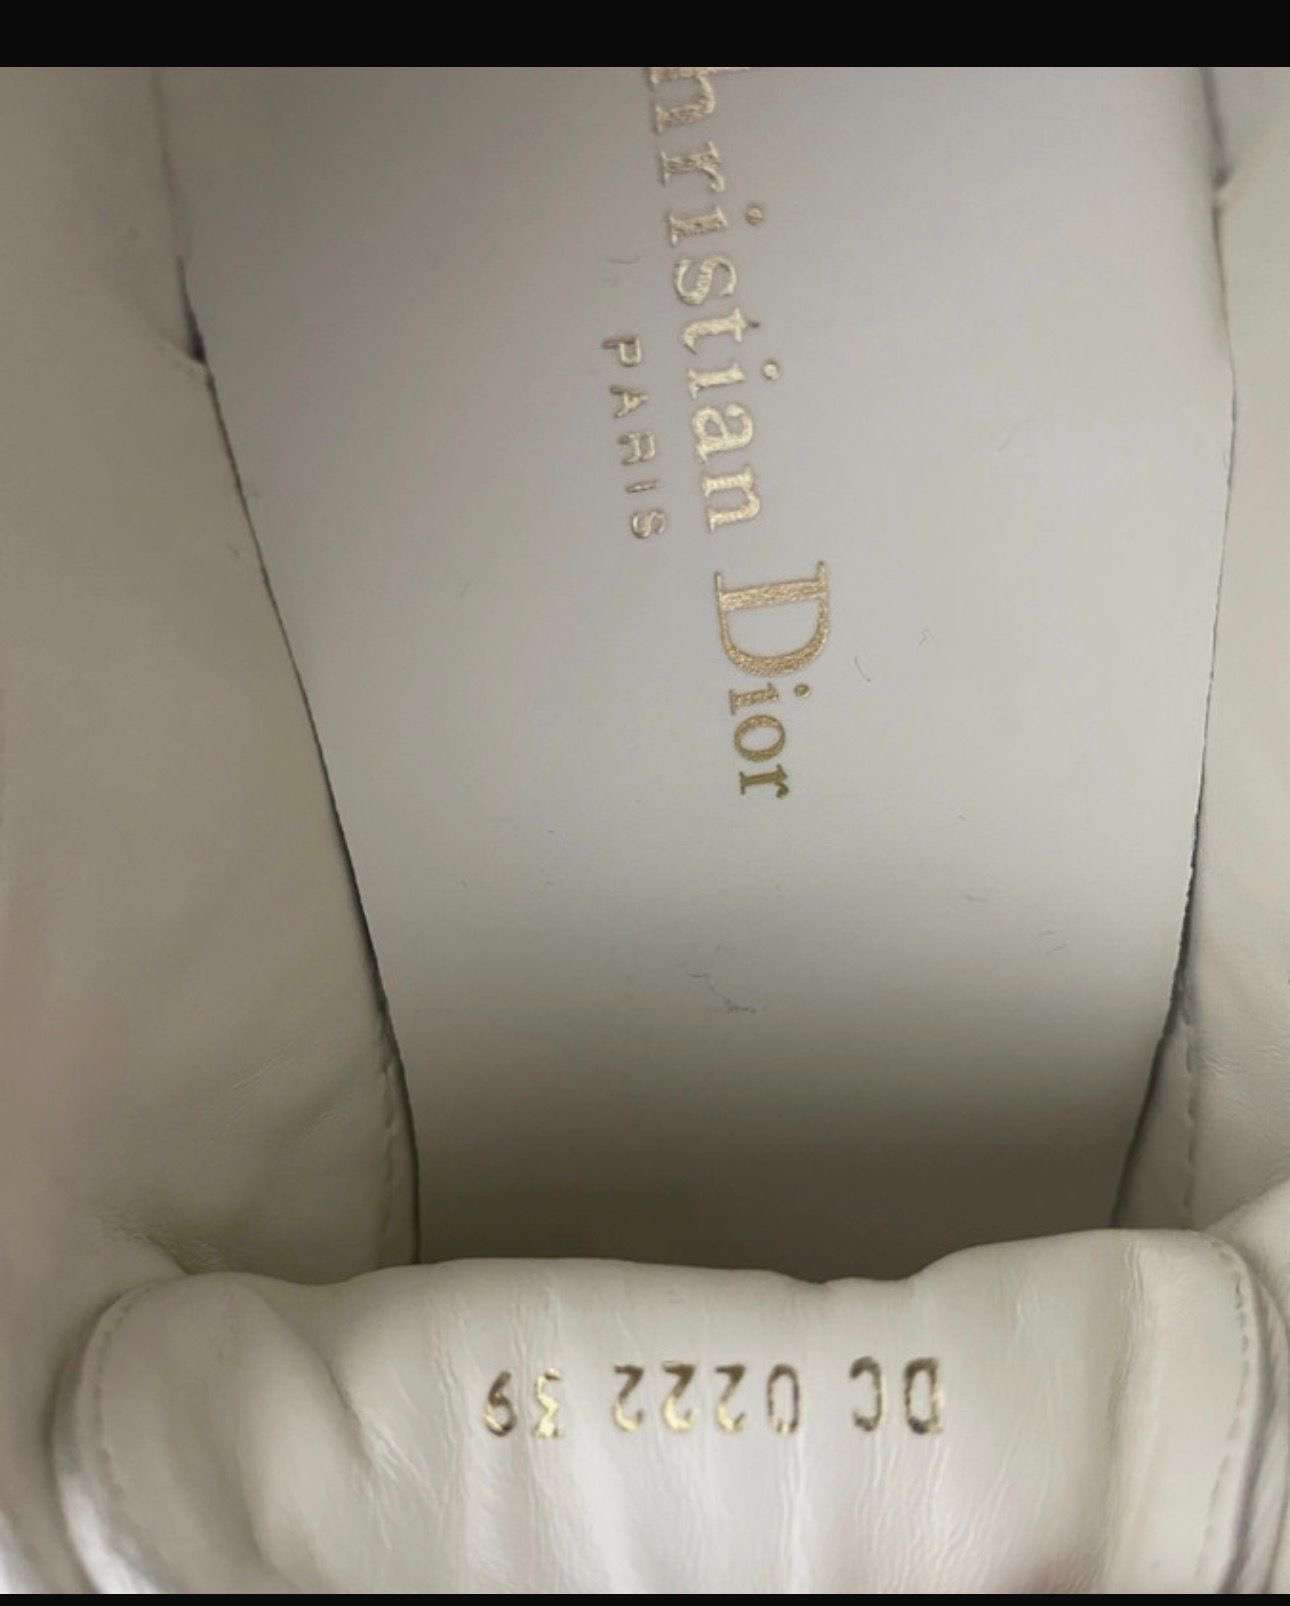 hristian Dior
PARIS
DC 0222 39